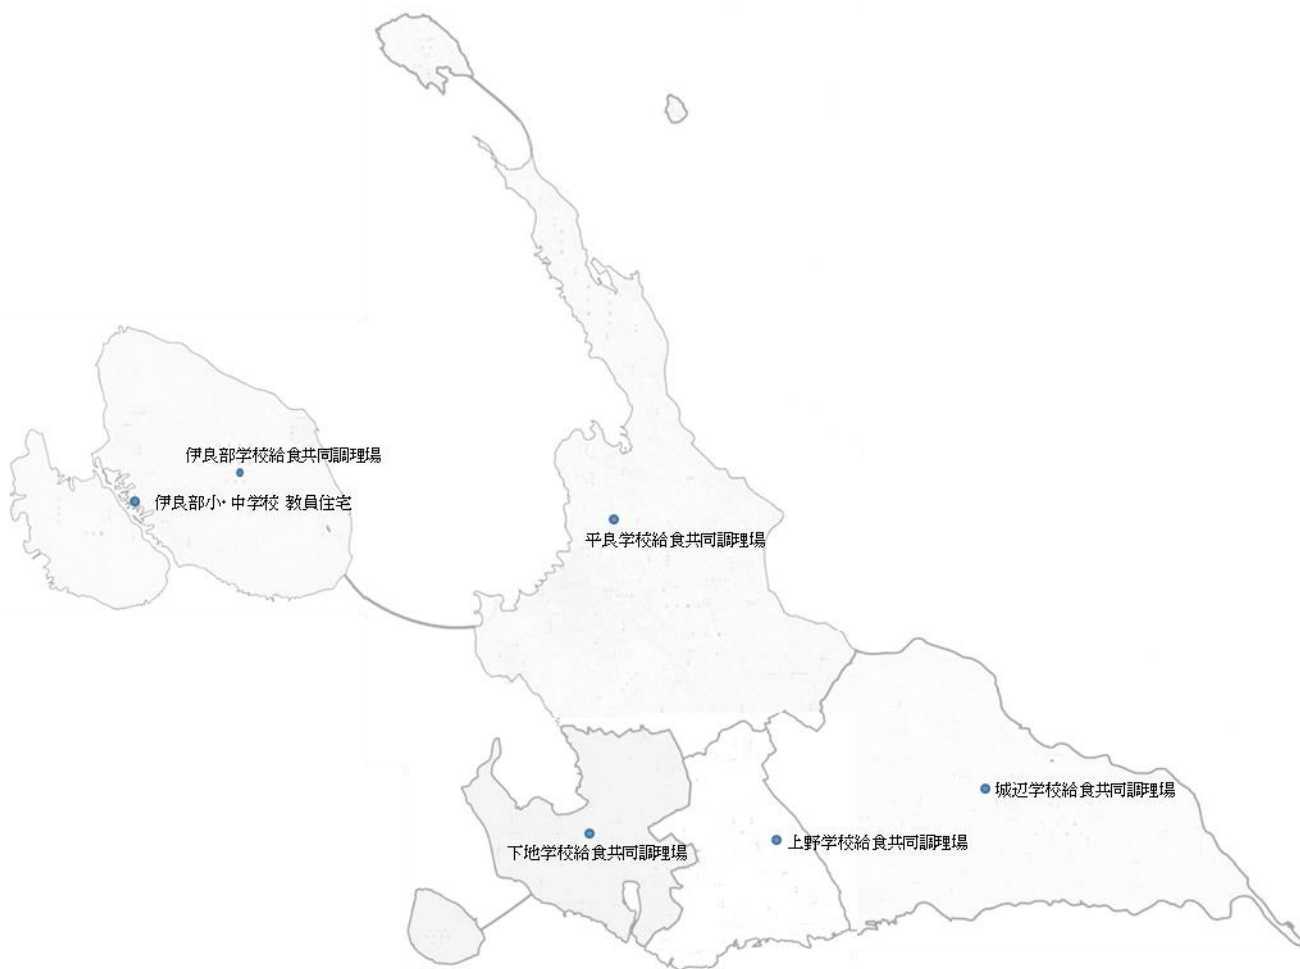 伊良部学校給食共同調理場
伊良部小・中学校 教員住宅
平良学校給食共同調理場
城辺学校給食共同調理場
上野学校給食共同調理場
下地学校給食共同調理場